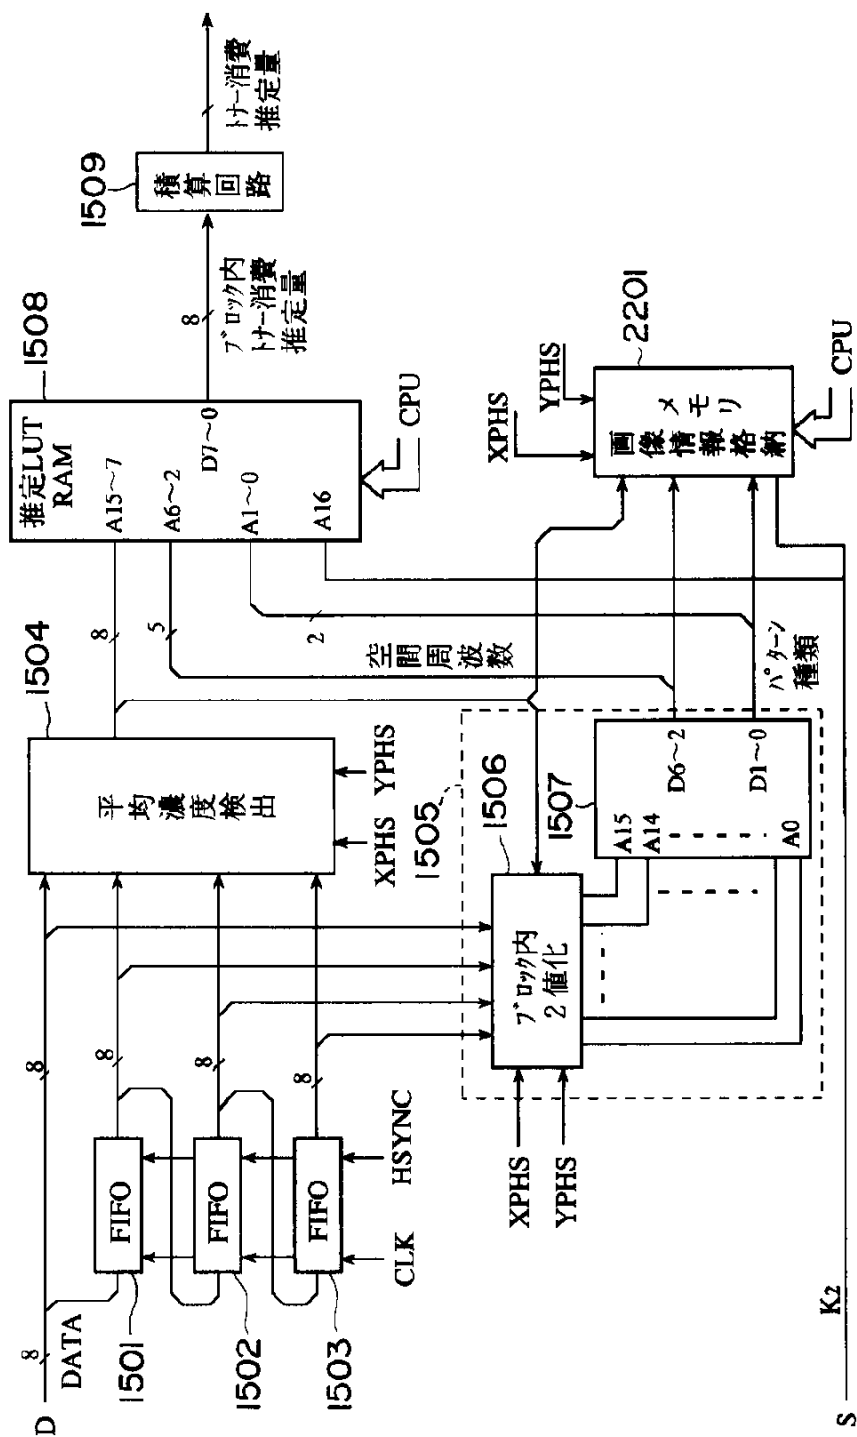 D
8
DATA
1501
FIFO
1502
FIFO
1503
FIFO
CLK
HSYNC
8
8
8
8
1504
平均濃度検出
XPHS
YPHS
1505
1506
ブロック内
2値化
XPHS
YPHS
1507
A15
A14
A0
D6~2
D1~0
パターン
種類
空間周波数
8
5
2
1508
推定LUT
RAM
A15~7
A6~2
A1~0
A16
D7~0
CPU
8
ブロック内
トナー消費
推定量
1509
積算回路
トナー消費
推定量
XPHS
YPHS
2201
メモリ
画像情報格納
CPU
S
K2